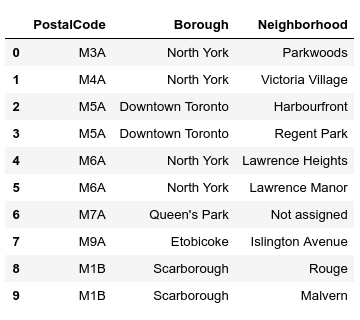 PostalCode Borough Neighborhood
0 M3A North York Parkwoods
1 M4A North York Victoria Village
2 M5A Downtown Toronto Harbourfront
3 M5A Downtown Toronto Regent Park
4 M6A North York Lawrence Heights
5 M6A North York Lawrence Manor
6 M7A Queen's Park Not assigned
7 M9A Etobicoke Islington Avenue
8 M1B Scarborough Rouge
9 M1B Scarborough Malvern